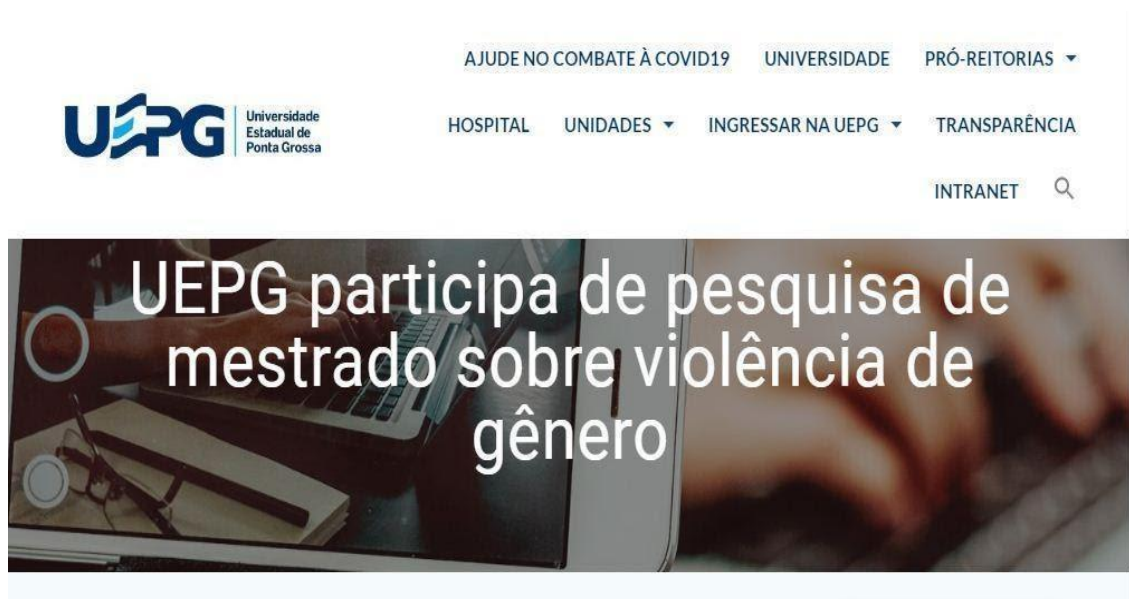 AJUDE NO COMBATE À COVID19 UNIVERSIDADE PRÓ-REITORIAS
UEPG
Universidade
Estadual de
Ponta Grossa
HOSPITAL UNIDADES INGRESSAR NA UEPG TRANSPARÊNCIA
INTRANET
UEPG participa de pesquisa de
mestrado sobre violência de
gênero